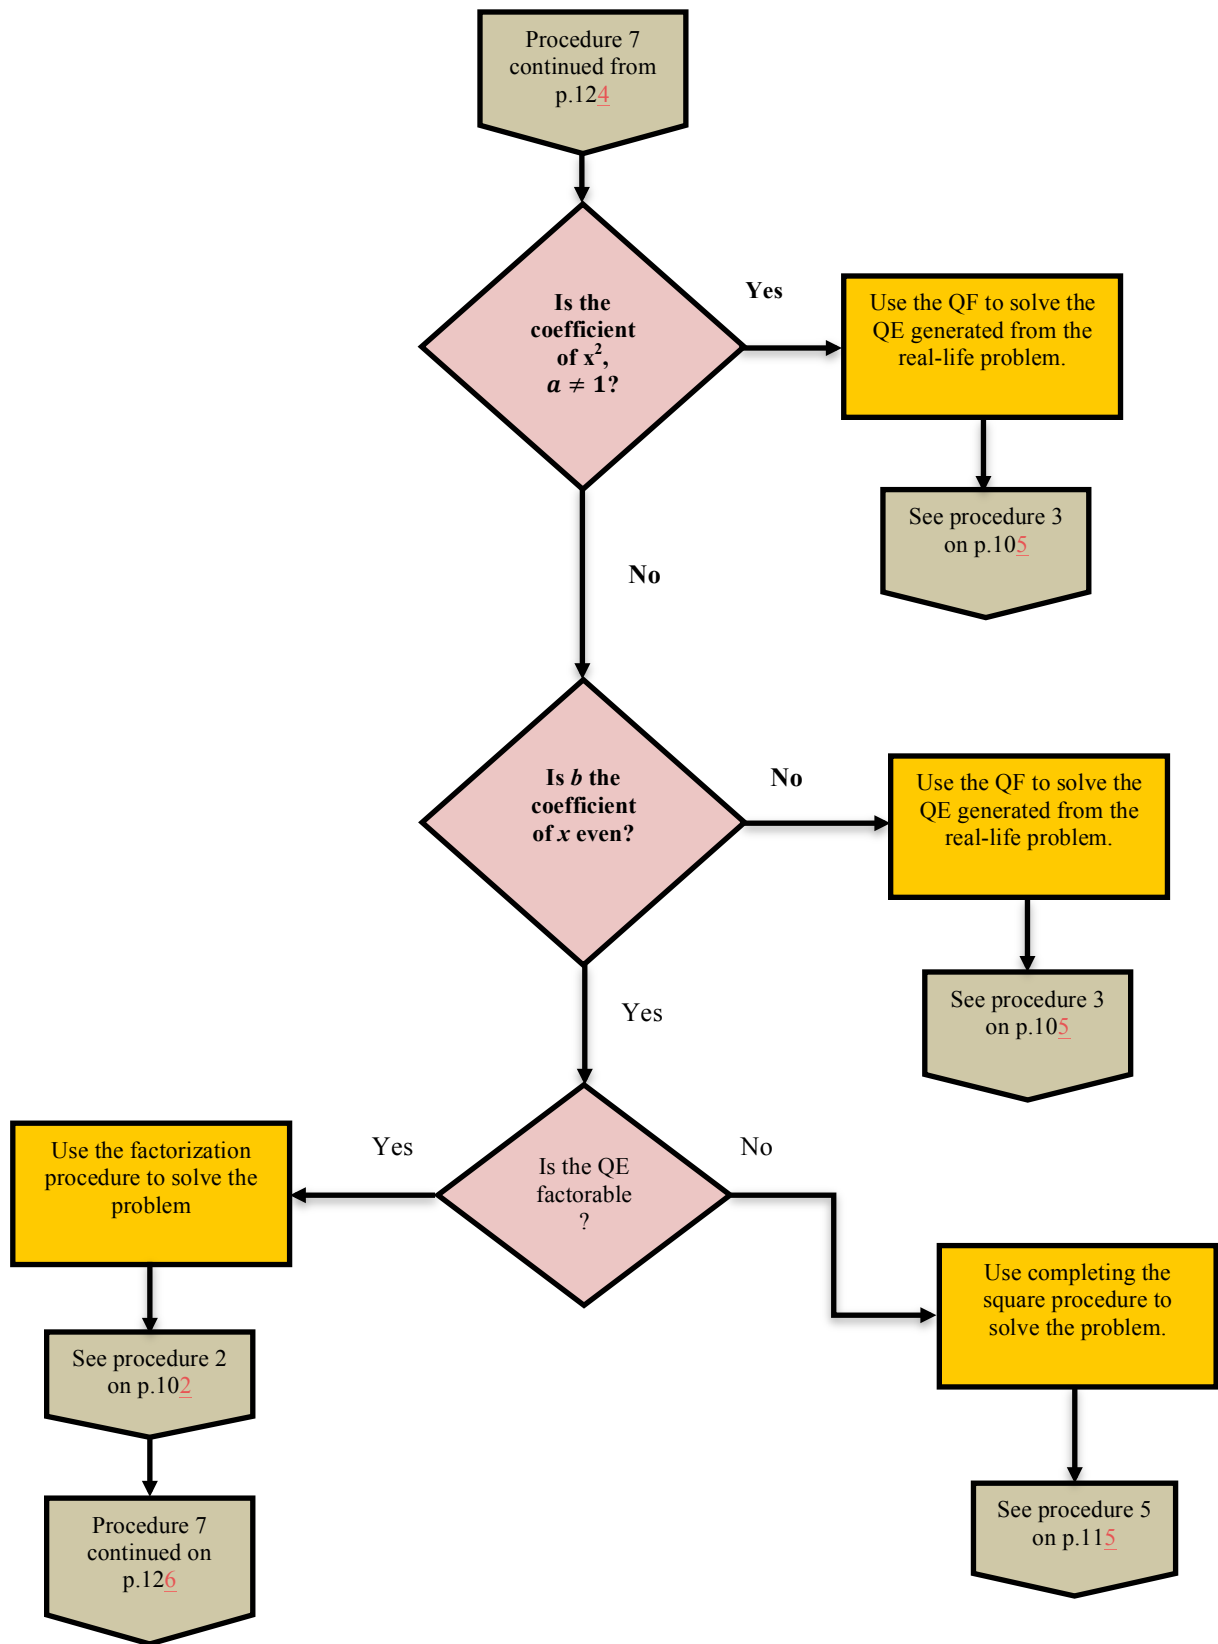 Procedure 7
continued from
p.124
Is the
coefficient
of x²,
a ≠ 1?
Yes
Use the QF to solve the
QE generated from the
real-life problem.
See procedure 3
on p.105
No
Is b the
coefficient
of x even?
No
Use the QF to solve the
QE generated from the
real-life problem.
See procedure 3
on p.105
Yes
Is the QE
factorable
?
Yes
Use the factorization
procedure to solve the
problem
See procedure 2
on p.102
Procedure 7
continued on
p.126
No
Use completing the
square procedure to
solve the problem.
See procedure 5
on p.115